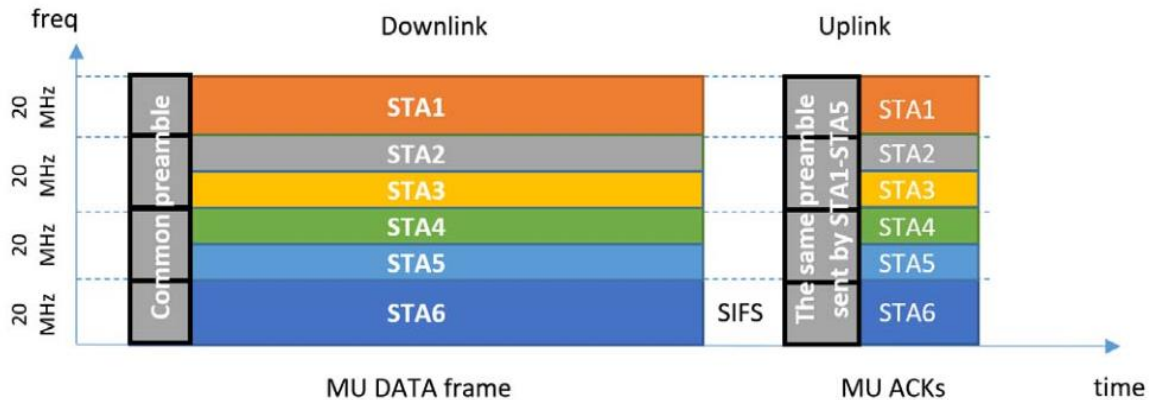 freq
Downlink
Uplink
20
MHz
20
MHz
20
MHz
20
MHz
Common preamble
STA1
STA2
STA3
STA4
STA5
STA6
SIFS
The same preamble
sent by STA1-STA5
STA1
STA2
STA3
STA4
STA5
STA6
MU DATA frame
MU ACKs
time